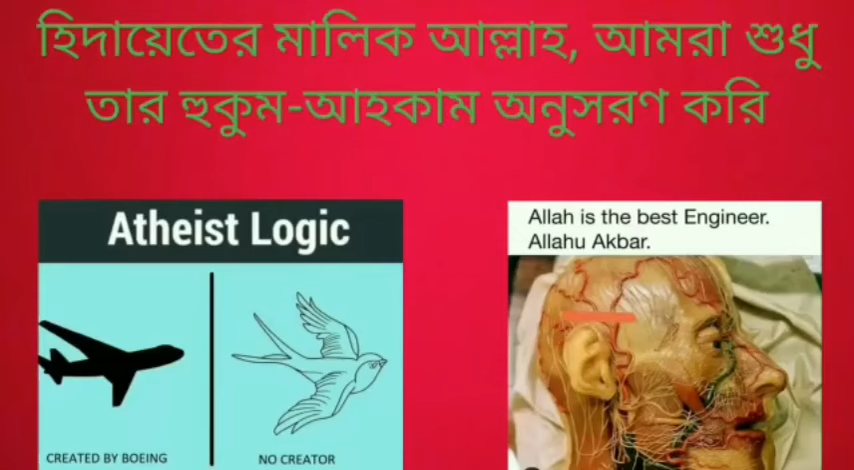 হিদায়েতের মালিক আল্লাহ, আমরা শুধু
তার হুকুম-আহকাম অনুসরণ করি
Atheist Logic
CREATED BY BOEING
NO CREATOR
Allah is the best Engineer.
Allahu Akbar.